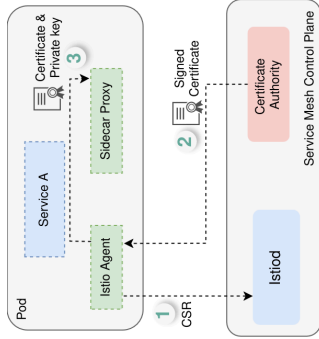 Pod
Service A
Certificate &
Private key
3
Istio Agent
Sidecar Proxy
1
CSR
2
Signed
Certificate
Istiod
Certificate
Authority
Service Mesh Control Plane